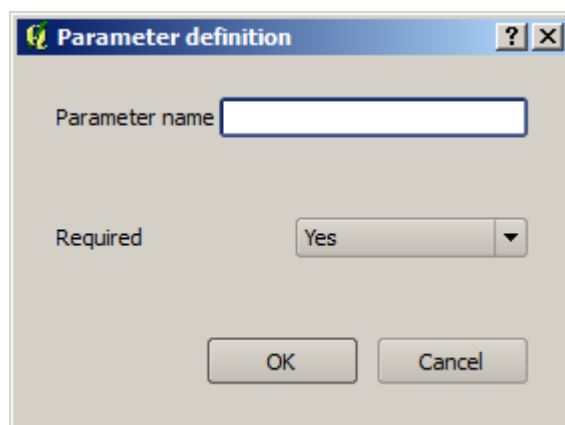 Parameter definition
?
Parameter name
Required Yes
OK Cancel